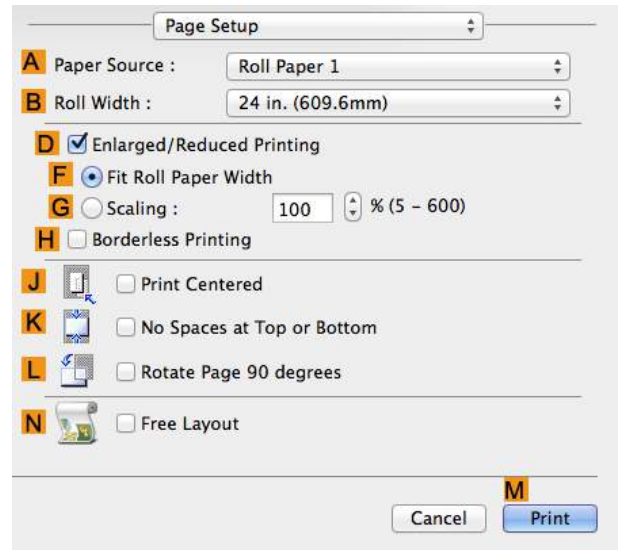 Page Setup
A Paper Source : Roll Paper 1
B Roll Width : 24 in. (609.6mm)
D Enlarged/Reduced Printing
F Fit Roll Paper Width
G Scaling : 100 % (5 – 600)
H Borderless Printing
J Print Centered
K No Spaces at Top or Bottom
L Rotate Page 90 degrees
N Free Layout
M
Cancel Print